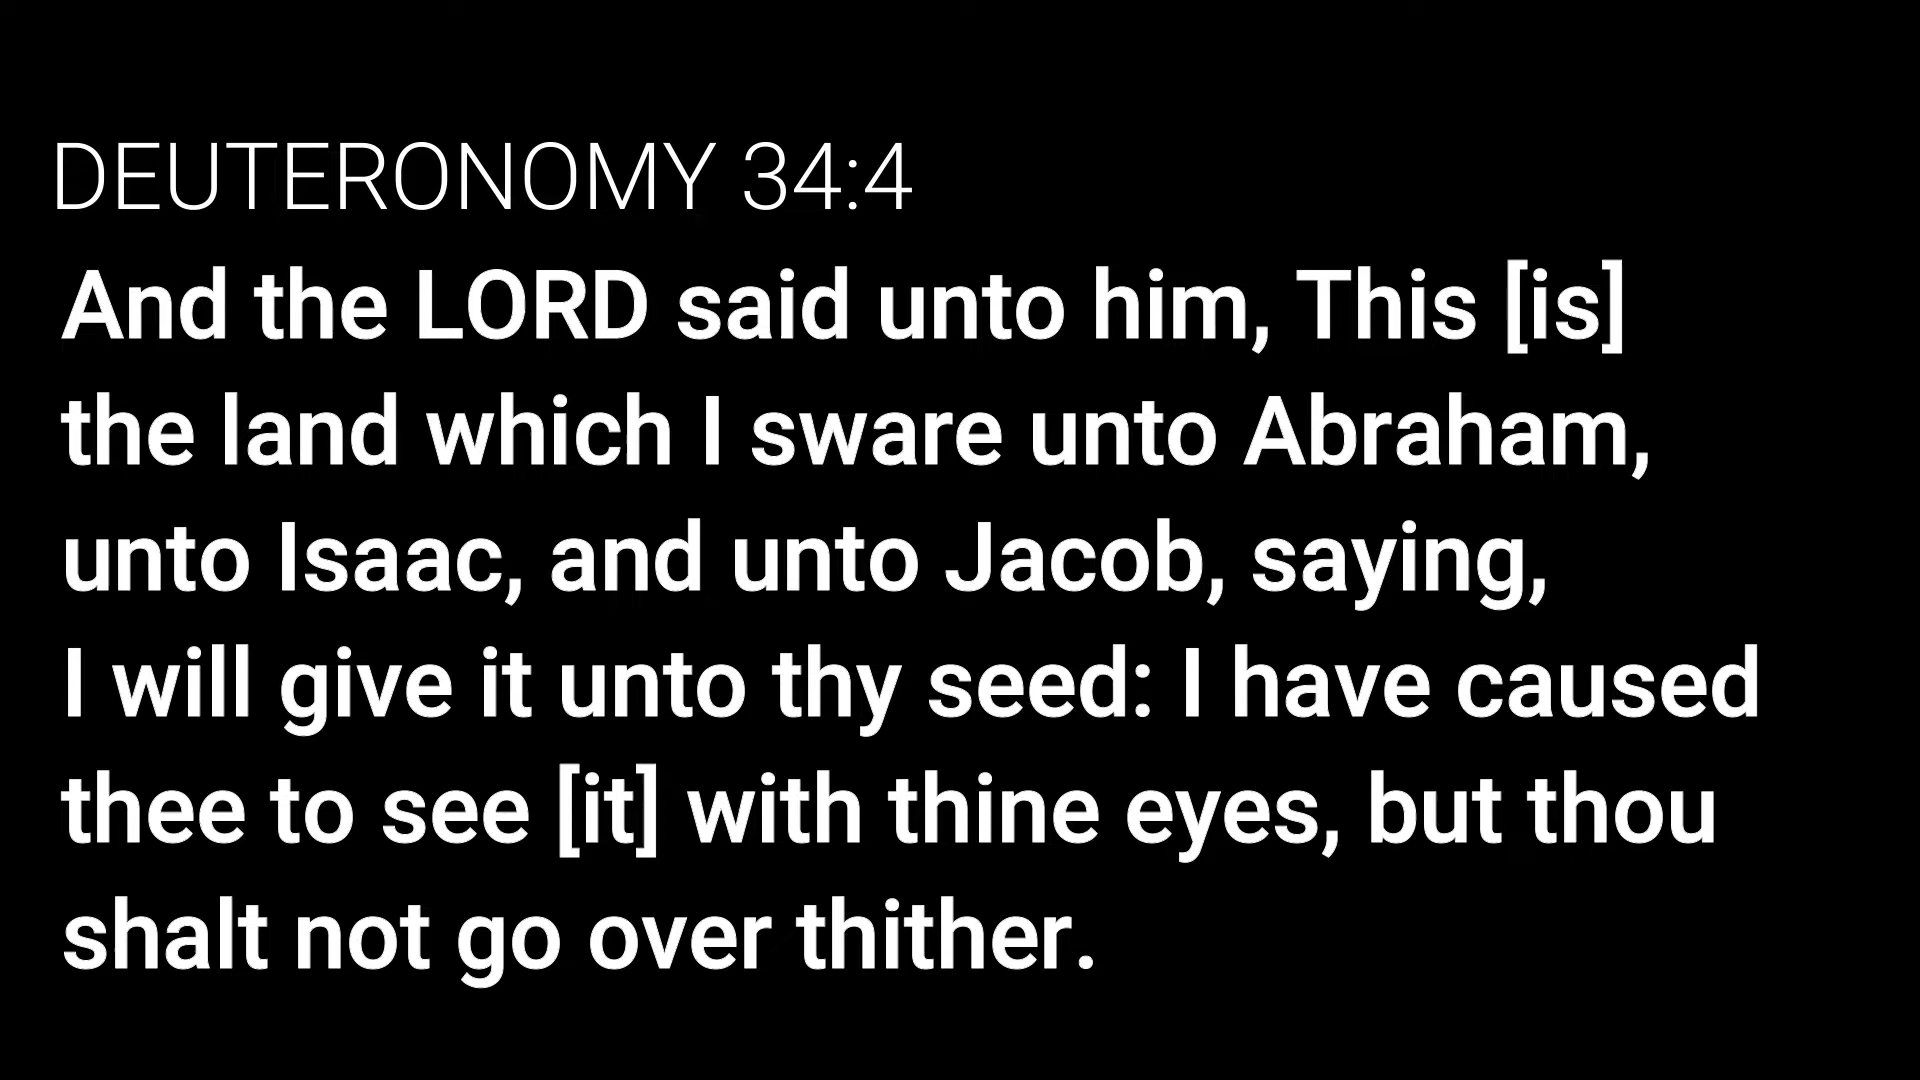 DEUTERONOMY 34:4
And the LORD said unto him, This [is]
the land which I sware unto Abraham,
unto Isaac, and unto Jacob, saying,
I will give it unto thy seed: I have caused
thee to see [it] with thine eyes, but thou
shalt not go over thither.